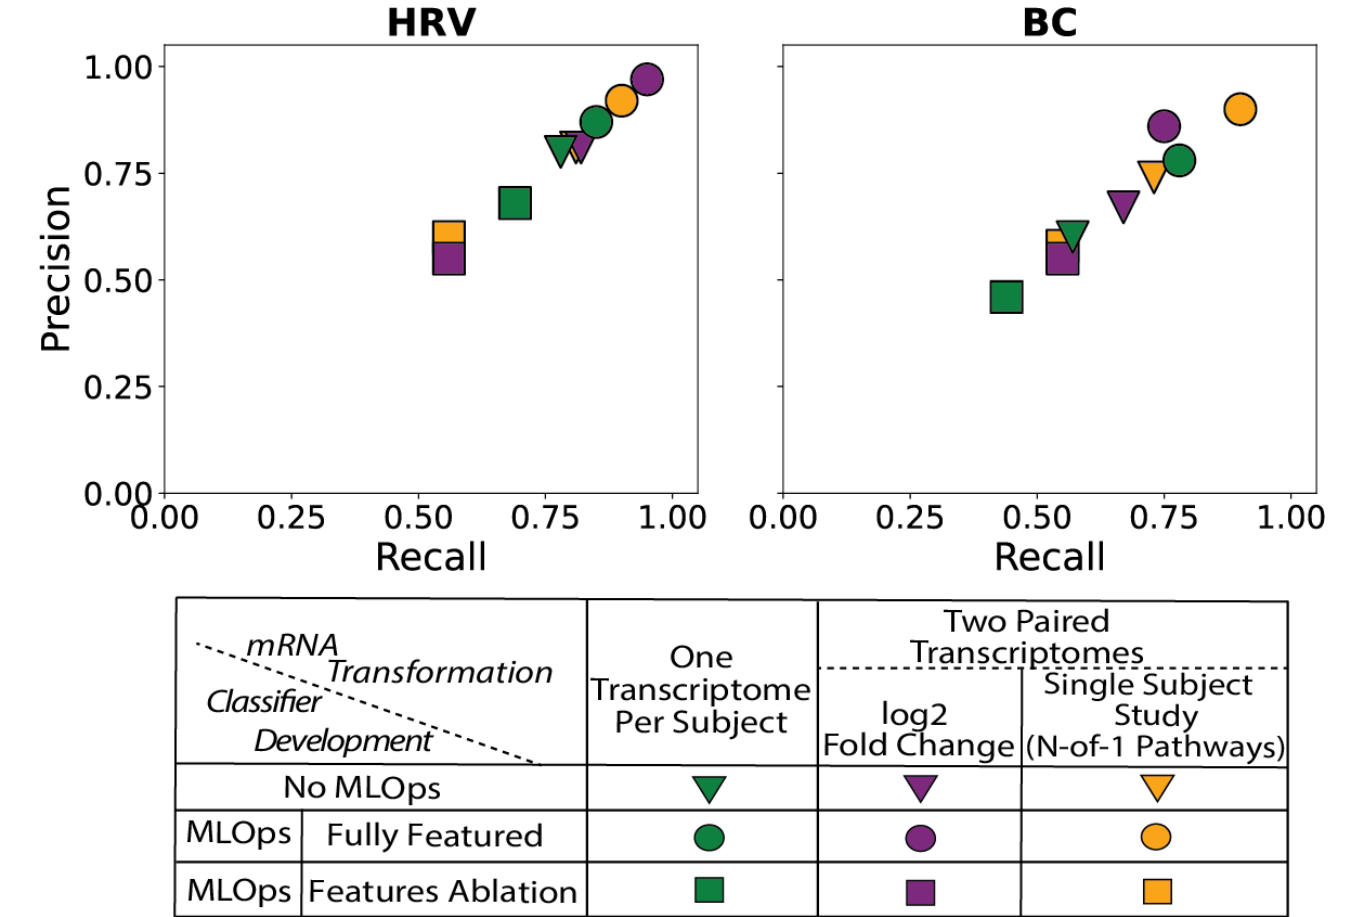 HRV
BC
Precision
1.00
0.75
0.50
0.25
0.00
0.00 0.25 0.50 0.75 1.00
Recall
0.00 0.25 0.50 0.75 1.00
Recall
mRNA
Transformation
Classifier
Development
One
Transcriptome
Per Subject
Two Paired
Transcriptomes
log2
Fold Change
Single Subject
Study
(N-of-1 Pathways)
No MLOps
MLOps Fully Featured
MLOps Features Ablation